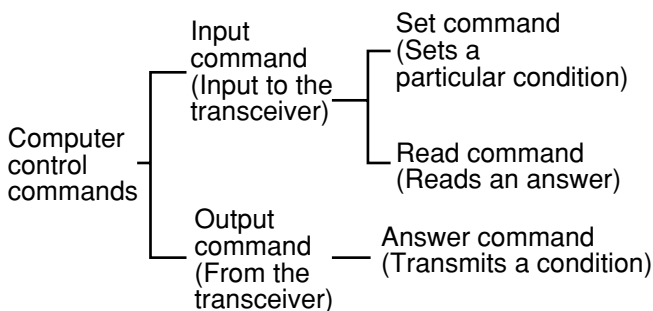 Computer
control
commands
Input
command
(Input to the
transceiver)
Set command
(Sets a
particular condition)
Read command
(Reads an answer)
Output
command
(From the
transceiver)
Answer command
(Transmits a condition)